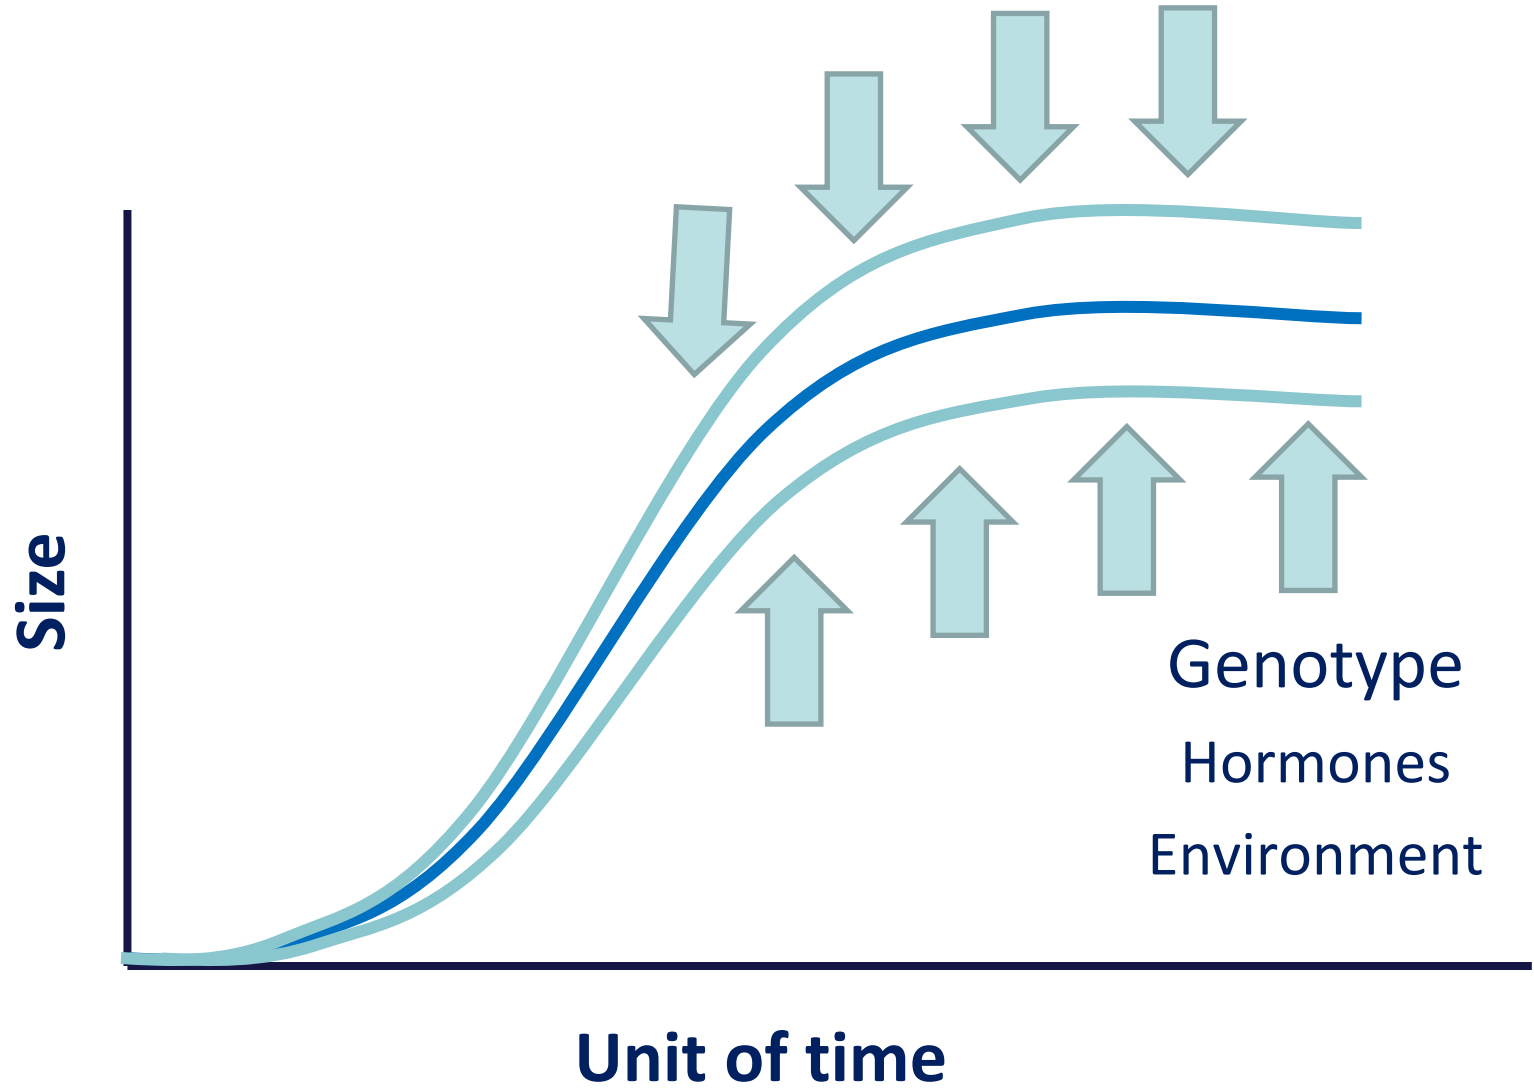 Size
Genotype
Hormones
Environment
Unit of time